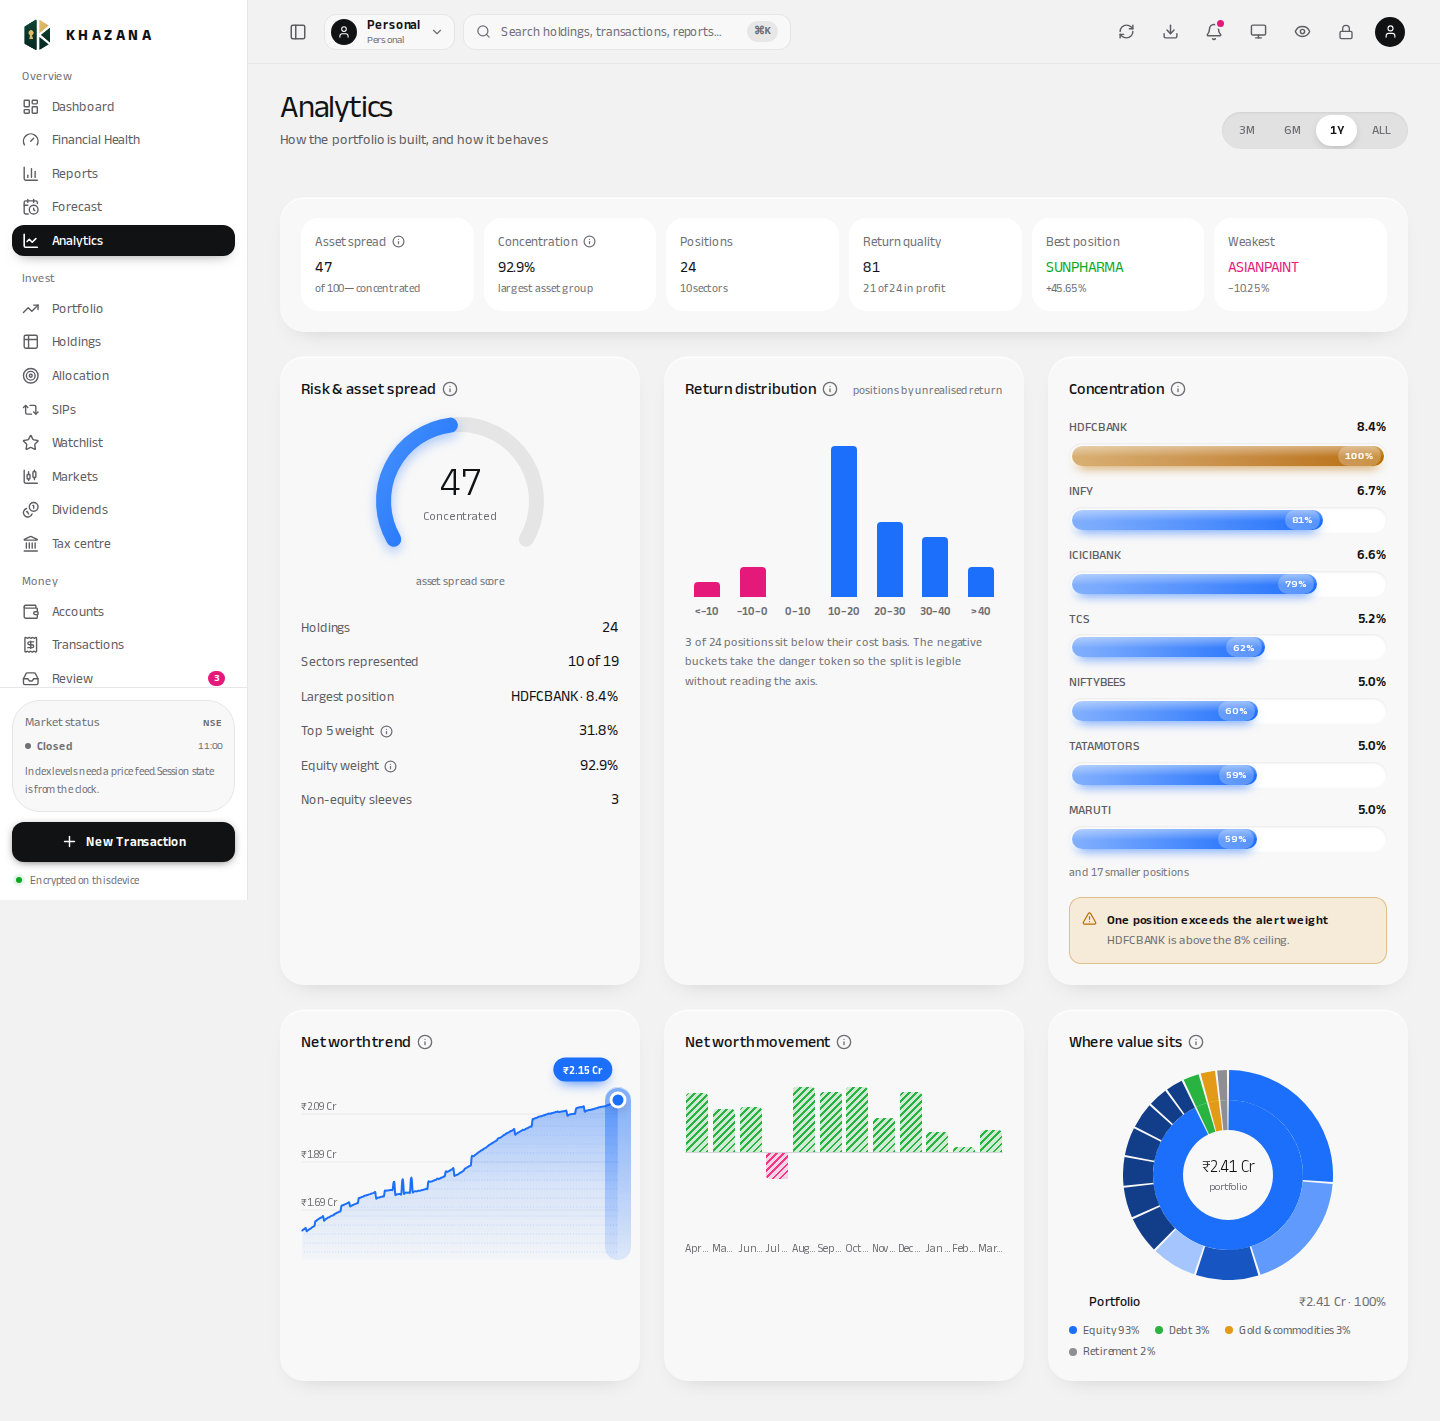 KHAZANA
Personal
Personal
Search holdings, transactions, reports...
⌘K
Overview
Dashboard
Financial Health
Reports
Forecast
Analytics
Invest
Portfolio
Holdings
Allocation
SIPs
Watchlist
Markets
Dividends
Tax centre
Money
Accounts
Transactions
Review
3
Market status
NSE
Closed
11:00
Index levels need a price feed. Session state
is from the clock.
New Transaction
Encrypted on this device
Analytics
How the portfolio is built, and how it behaves
3M
6M
1Y
ALL
Asset spread
47
of 100 — concentrated
Concentration
92.9%
largest asset group
Positions
24
10 sectors
Return quality
81
21 of 24 in profit
Best position
SUNPHARMA
+45.65%
Weakest
ASIANPAINT
−10.25%
Risk & asset spread
47
Concentrated
asset spread score
Holdings
24
Sectors represented
10 of 19
Largest position
HDFCBANK · 8.4%
Top 5 weight
31.8%
Equity weight
92.9%
Non-equity sleeves
3
Return distribution
positions by unrealised return
<−10
−10–0
0–10
10–20
20–30
30–40
>40
3 of 24 positions sit below their cost basis. The negative
buckets take the danger token so the split is legible
without reading the axis.
Concentration
HDFCBANK
8.4%
100%
INFY
6.7%
81%
ICICIBANK
6.6%
79%
TCS
5.2%
62%
NIFTYBEES
5.0%
60%
TATAMOTORS
5.0%
59%
MARUTI
5.0%
59%
and 17 smaller positions
One position exceeds the alert weight
HDFCBANK is above the 8% ceiling.
Net worth trend
₹2.15 Cr
₹2.09 Cr
₹1.89 Cr
₹1.69 Cr
Net worth movement
Apr...
Ma...
Jun...
Jul ...
Aug...
Sep...
Oct...
Nov...
Dec...
Jan ...
Feb...
Mar...
Where value sits
₹2.41 Cr
portfolio
Portfolio
₹2.41 Cr · 100%
Equity 93%
Debt 3%
Gold & commodities 3%
Retirement 2%